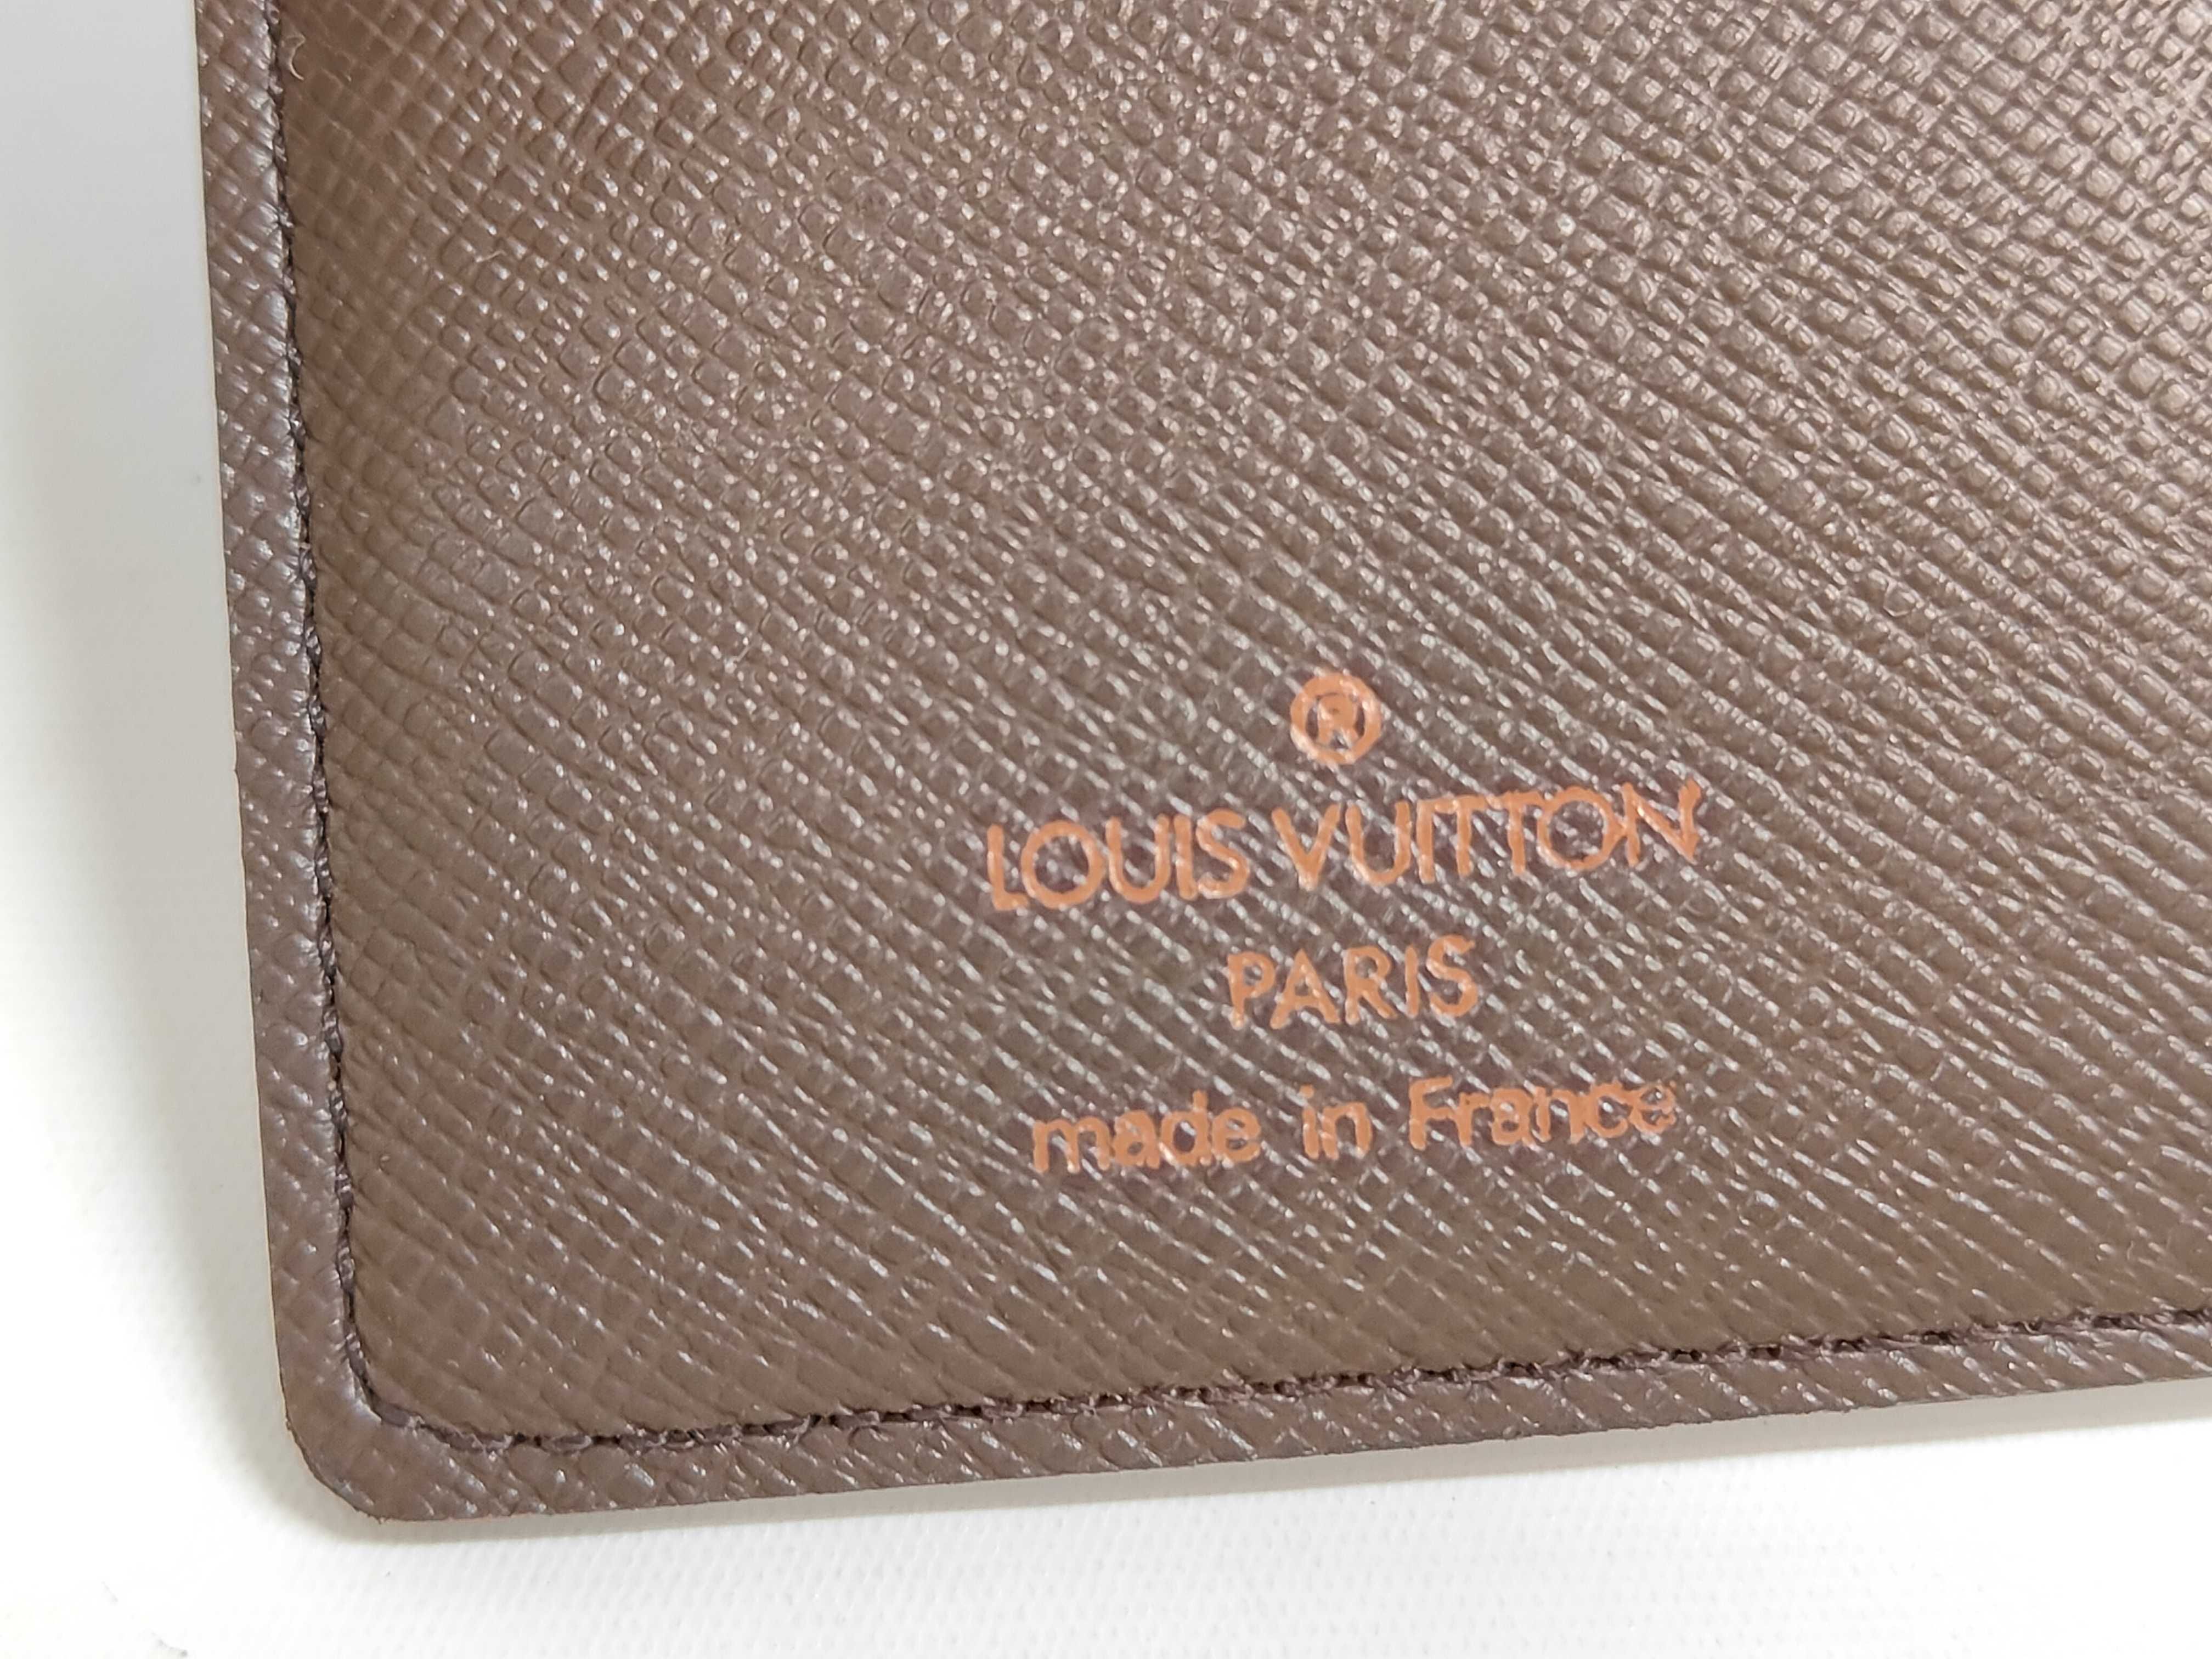 ®
LOUIS VUITTON
PARIS
made in France